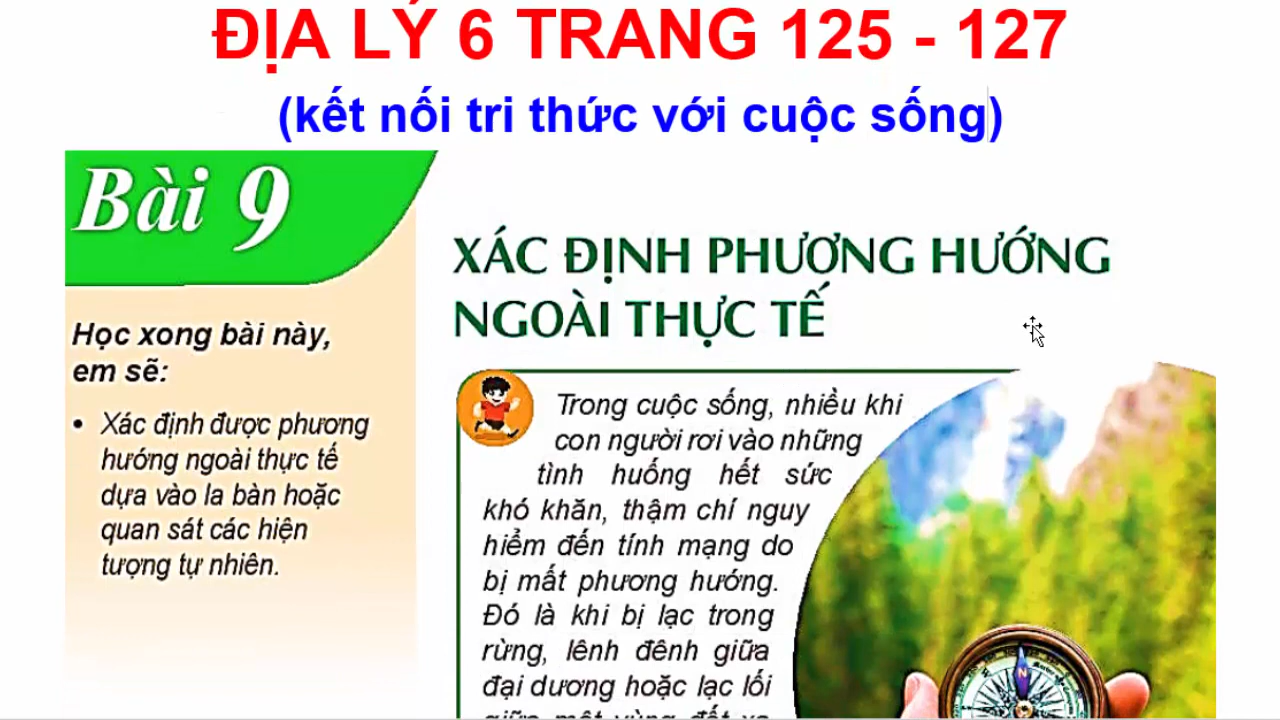 ĐỊA LÝ 6 TRANG 125 - 127
(kết nối tri thức với cuộc sống)
Bài 9
XÁC ĐỊNH PHƯƠNG HƯỚNG
NGOÀI THỰC TẾ
Học xong bài này,
em sẽ:
• Xác định được phương
hướng ngoài thực tế
dựa vào la bàn hoặc
quan sát các hiện
tượng tự nhiên.
Trong cuộc sống, nhiều khi
con người rơi vào những
tình huống hết sức
khó khăn, thậm chí nguy
hiểm đến tính mạng do
bị mất phương hướng.
Đó là khi bị lạc trong
rừng, lênh đênh giữa
đại dương hoặc lạc lối
N